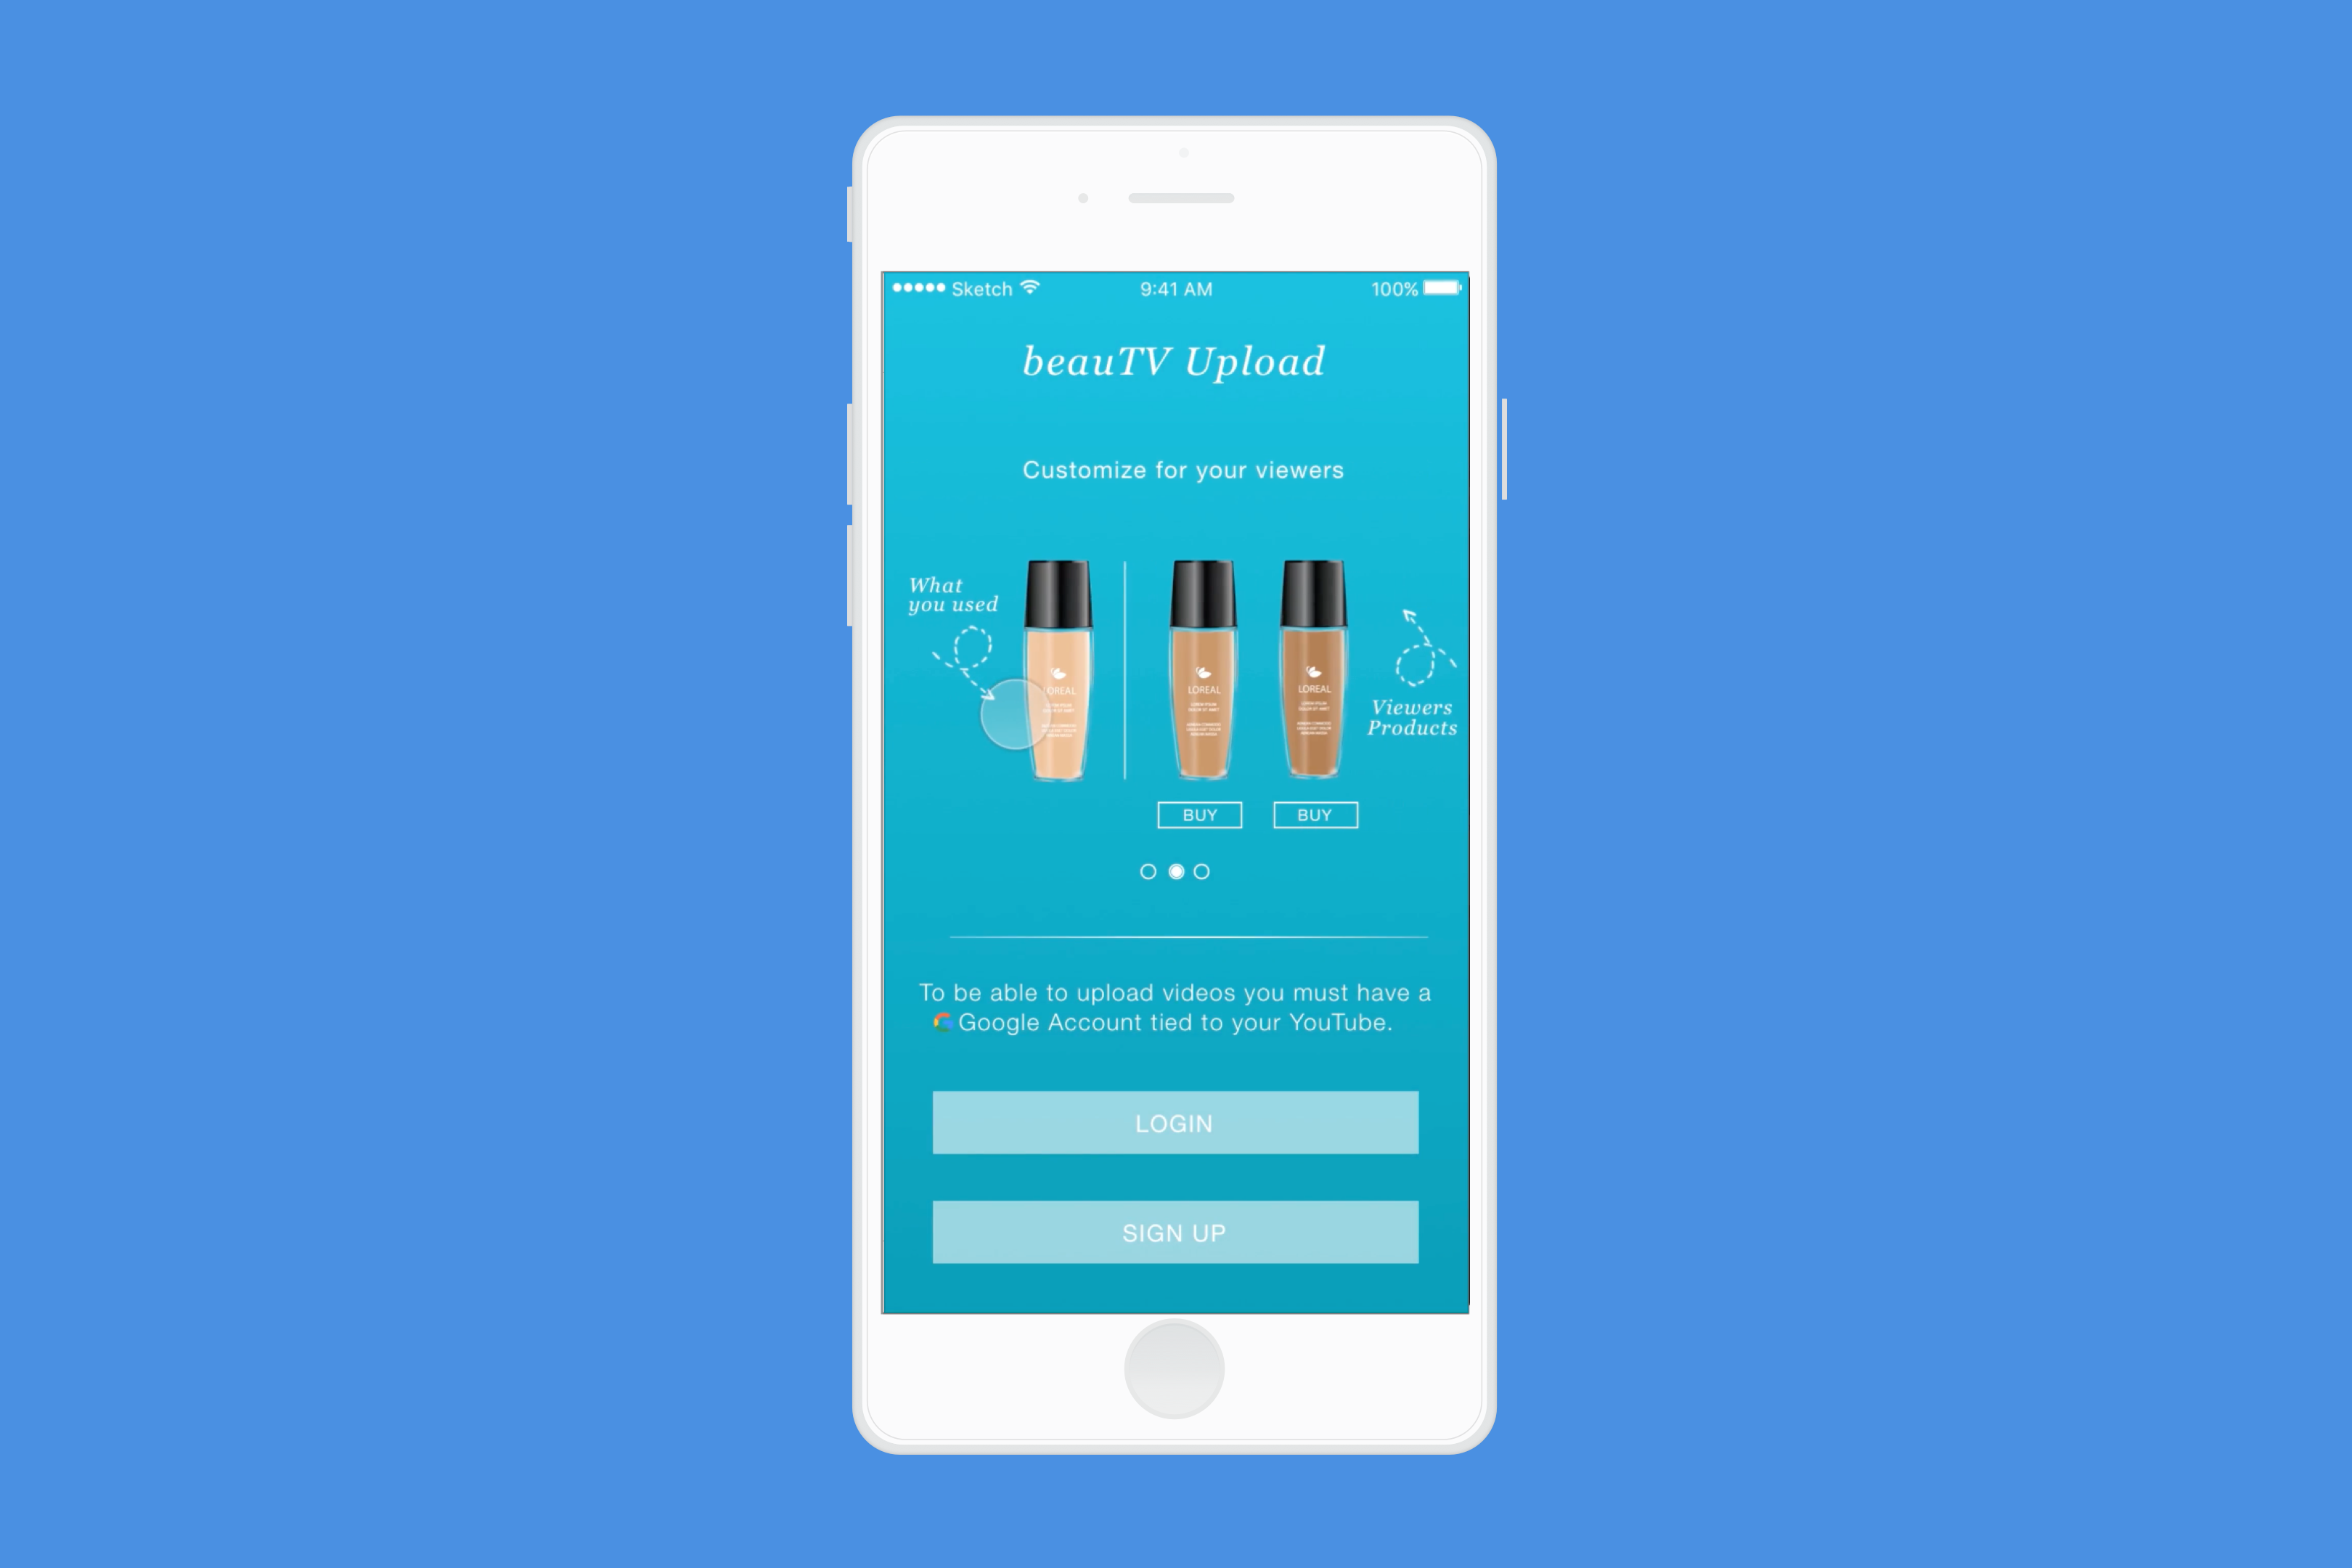 Sketch 9:41 AM 100%
beauTV Upload
Customize for your viewers
What
you used
LOREAL
LOREAL
LOREAL
Viewers
Products
BUY BUY
To be able to upload videos you must have a
Google Account tied to your YouTube.
LOGIN
SIGN UP